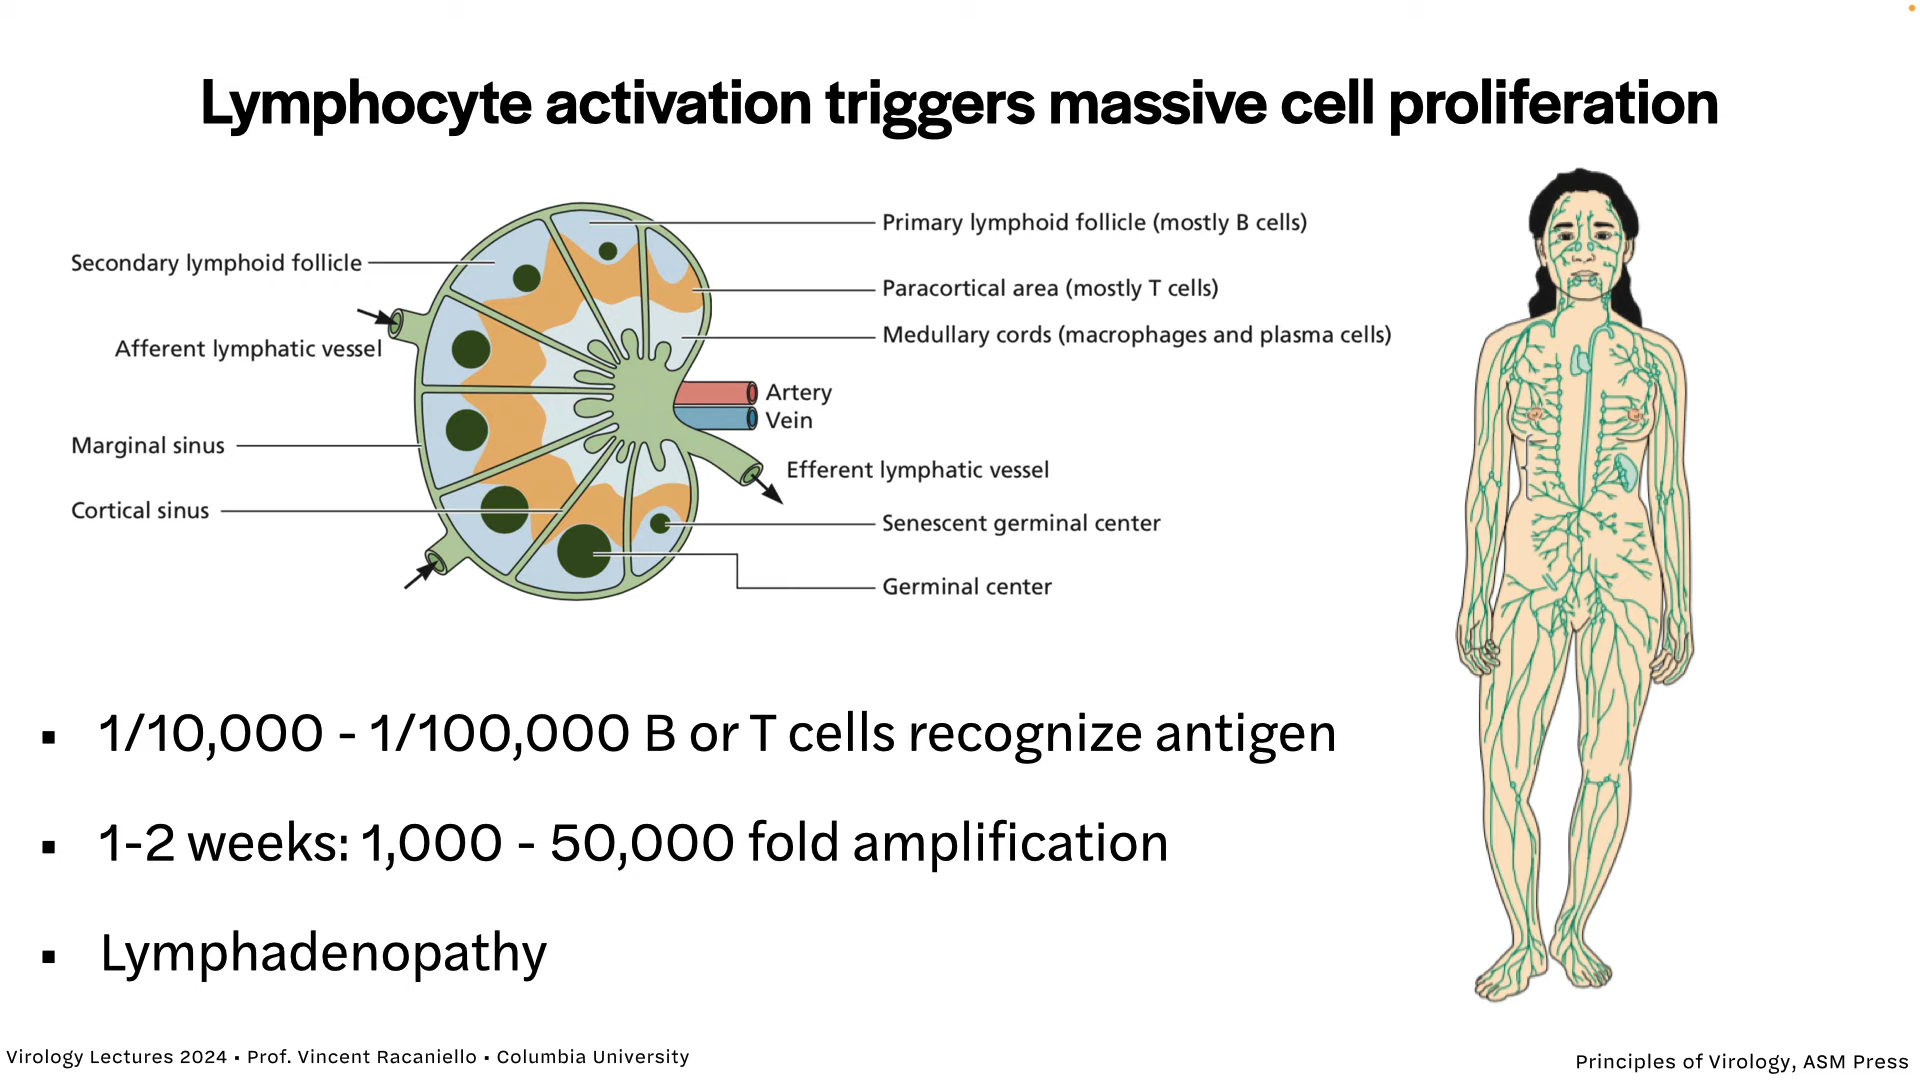 Lymphocyte activation triggers massive cell proliferation
Secondary lymphoid follicle
Afferent lymphatic vessel
Marginal sinus
Cortical sinus
Primary lymphoid follicle (mostly B cells)
Paracortical area (mostly T cells)
Medullary cords (macrophages and plasma cells)
Artery
Vein
Efferent lymphatic vessel
Senescent germinal center
Germinal center
▪ 1/10,000 - 1/100,000 B or T cells recognize antigen
▪ 1-2 weeks: 1,000 - 50,000 fold amplification
▪ Lymphadenopathy
Virology Lectures 2024 • Prof. Vincent Racaniello • Columbia University
Principles of Virology, ASM Press